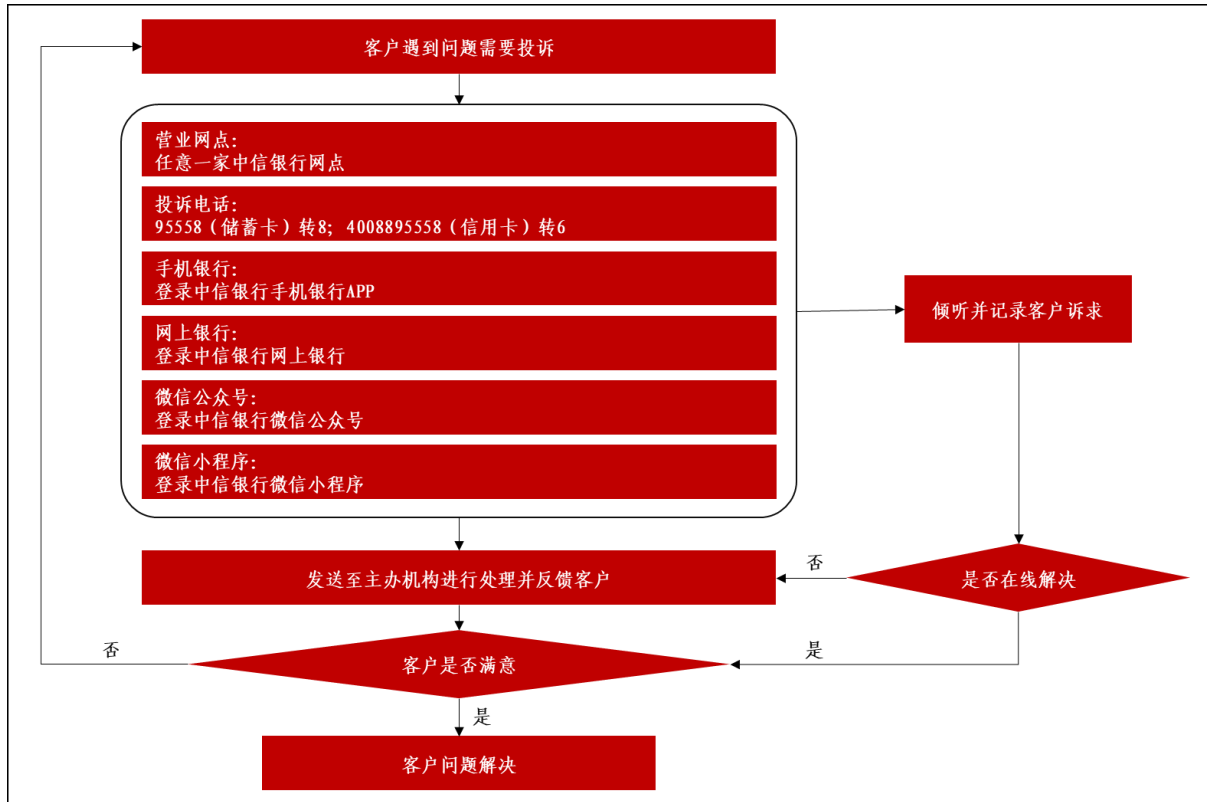 客户遇到问题需要投诉
营业网点：
任意一家中信银行网点
投诉电话：
95558（储蓄卡）转8；4008895558（信用卡）转6
手机银行：
登录中信银行手机银行APP
网上银行：
登录中信银行网上银行
微信公众号：
登录中信银行微信公众号
微信小程序：
登录中信银行微信小程序
倾听并记录客户诉求
发送至主办机构进行处理并反馈客户
否
是否在线解决
否
客户是否满意
是
是
客户问题解决